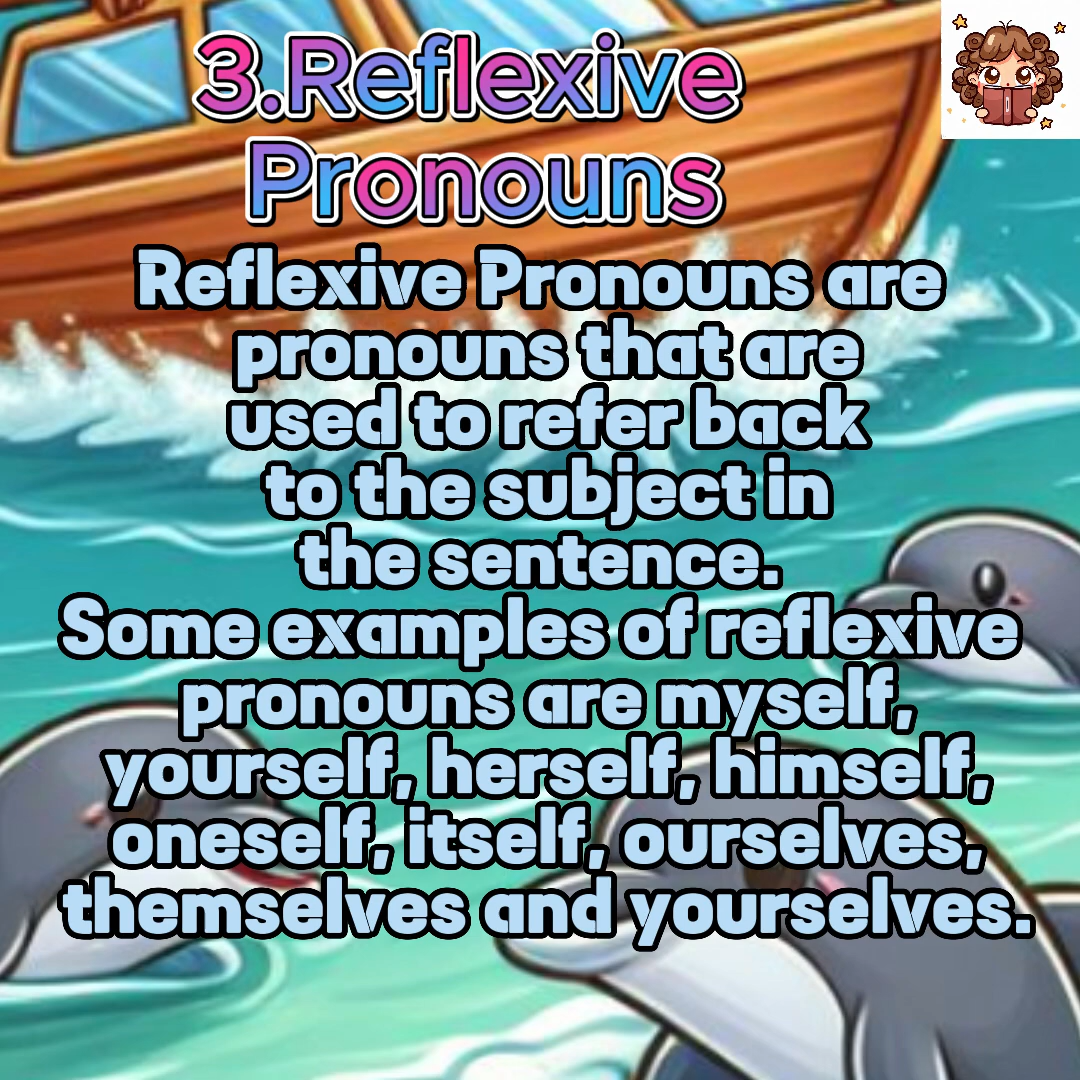 3.Reflexive
Pronouns
Reflexive Pronouns are
pronouns that are
used to refer back
to the subject in
the sentence.
Some examples of reflexive
pronouns are myself,
yourself, herself, himself,
oneself, itself, ourselves,
themselves and yourselves.